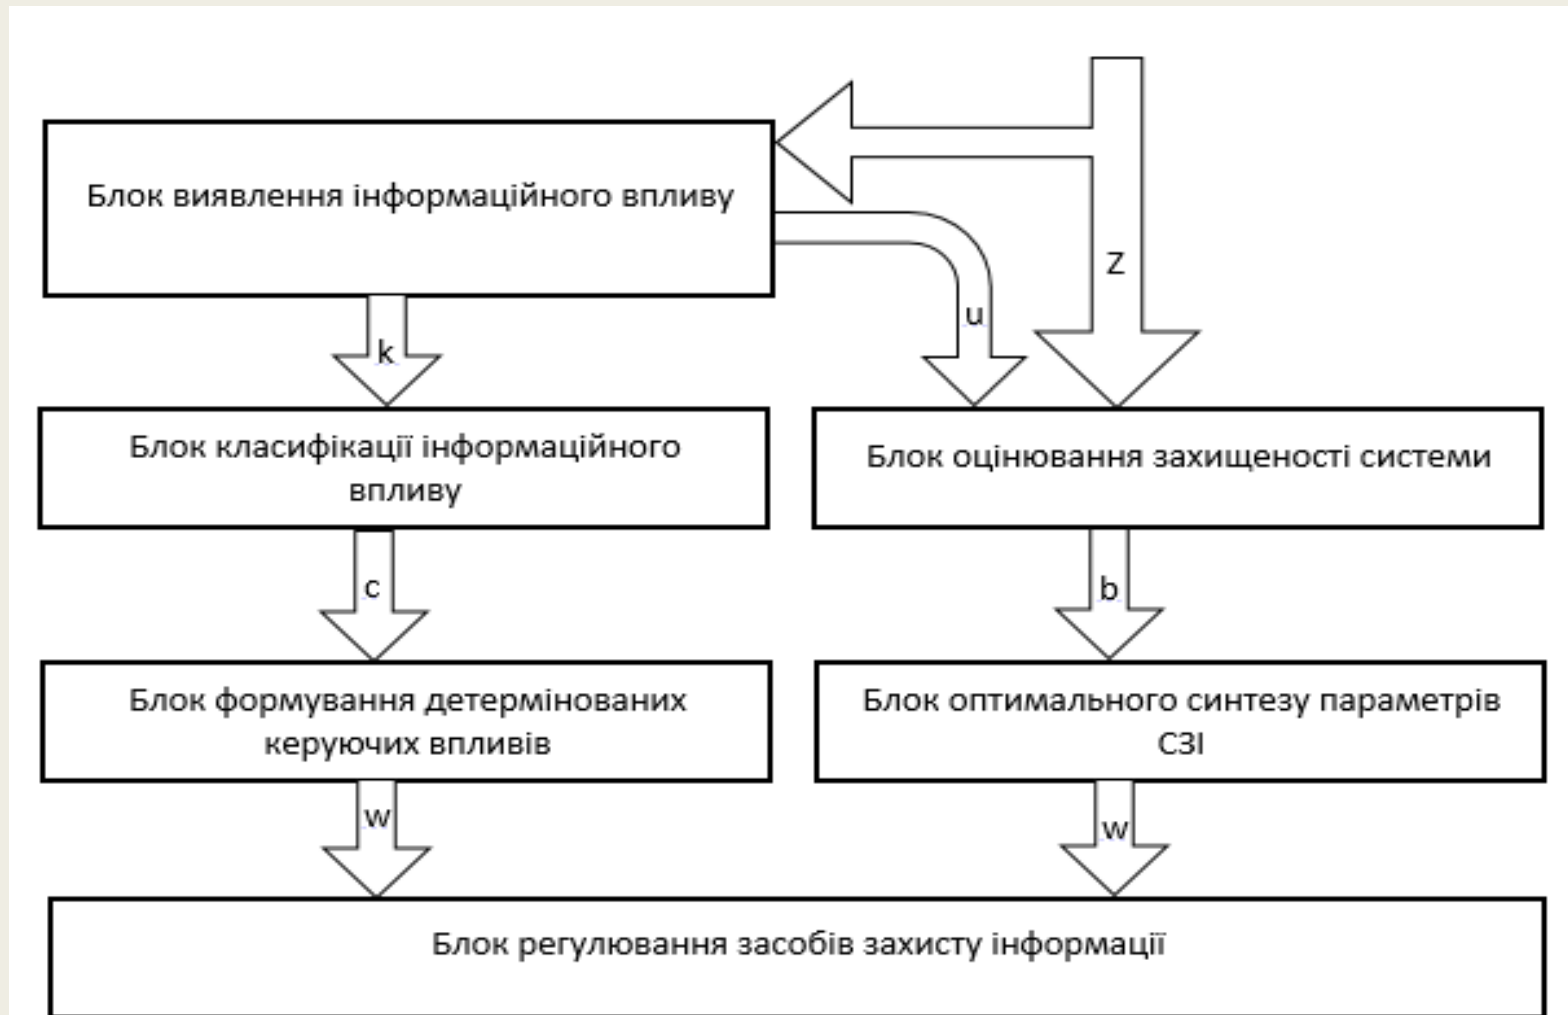 Блок виявлення інформаційного впливу
Z
u
k
Блок класифікації інформаційного
впливу
Блок оцінювання захищеності системи
c
b
Блок формування детермінованих
керуючих впливів
Блок оптимального синтезу параметрів
СЗІ
w
w
Блок регулювання засобів захисту інформації